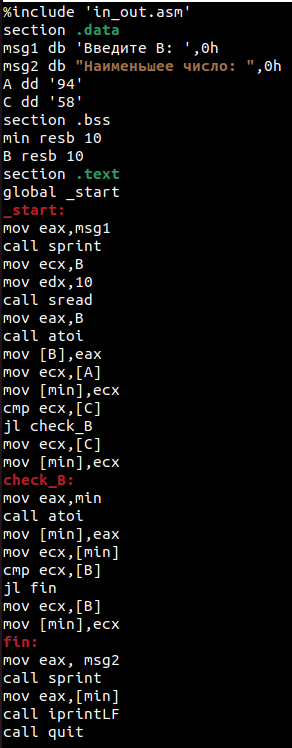 %include 'in_out.asm'
section .data
msg1 db 'Введите B: ',0h
msg2 db "Наименьшее число: ",0h
A dd '94'
C dd '58'
section .bss
min resb 10
B resb 10
section .text
global _start
_start:
mov eax,msg1
call sprint
mov ecx,B
mov edx,10
call sread
mov eax,B
call atoi
mov [B],eax
mov ecx,[A]
mov [min],ecx
cmp ecx,[C]
jl check_B
mov ecx,[C]
mov [min],ecx
check_B:
mov eax,min
call atoi
mov [min],eax
mov ecx,[min]
cmp ecx,[B]
jl fin
mov ecx,[B]
mov [min],ecx
fin:
mov eax, msg2
call sprint
mov eax,[min]
call iprintLF
call quit